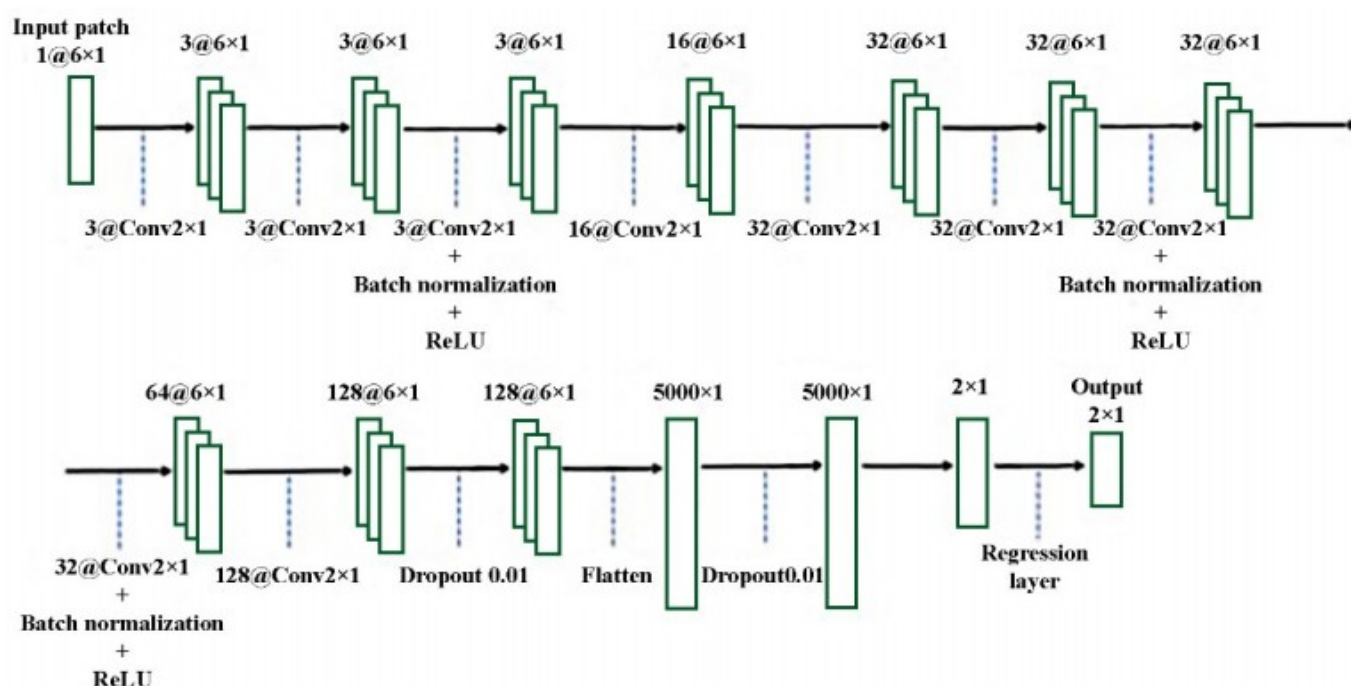 Input patch
1@6×1
3@6×1
3@6×1
3@6×1
16@6×1
32@6×1
32@6×1
32@6×1
3@Conv2×1
3@Conv2×1
3@Conv2×1
+
Batch normalization
+
ReLU
16@Conv2×1
32@Conv2×1
32@Conv2×1
32@Conv2×1
+
Batch normalization
+
ReLU
64@6×1
128@6×1
128@6×1
5000×1
5000×1
2×1
Output
2×1
32@Conv2×1
+
Batch normalization
+
ReLU
128@Conv2×1
Dropout 0.01
Flatten
Dropout0.01
Regression
layer